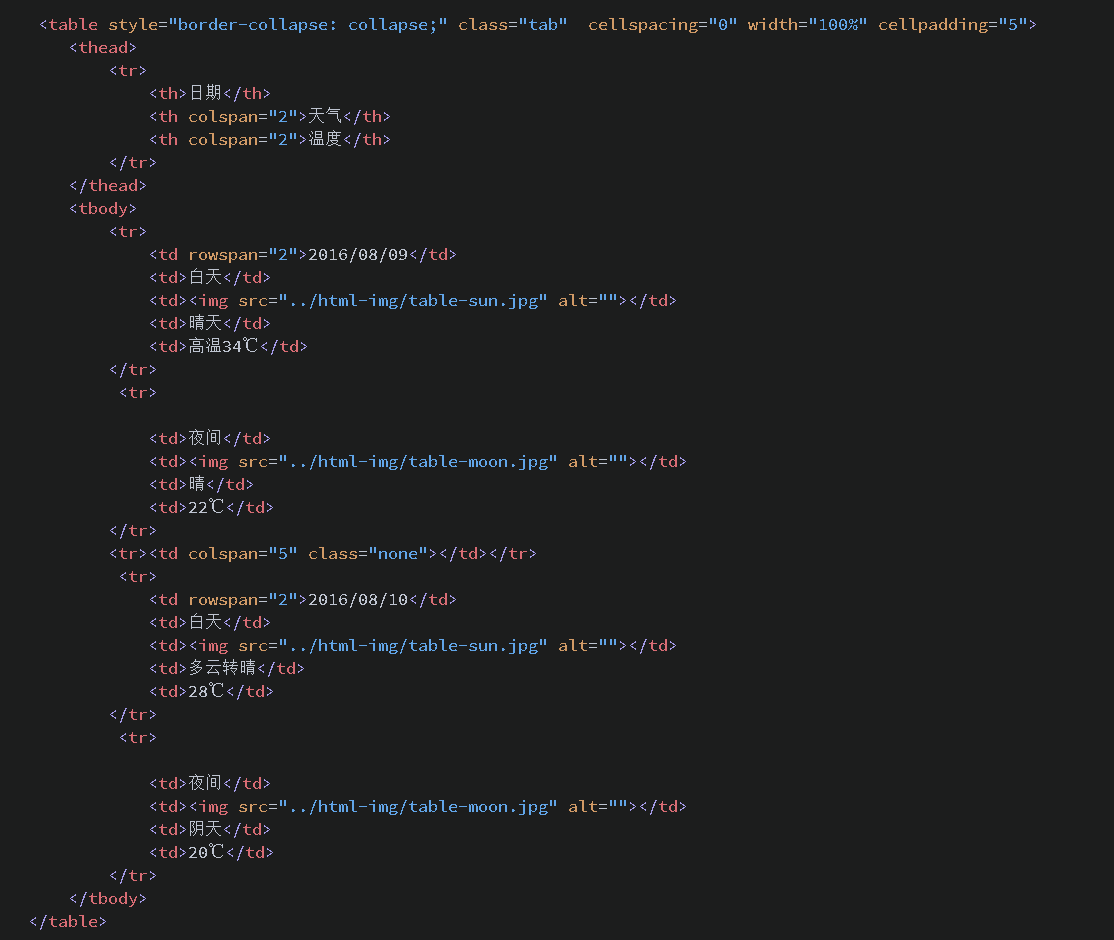 <table style="border-collapse: collapse;" class="tab"  cellspacing="0" width="100%" cellpadding="5">
<thead>
<tr>
<th>日期</th>
<th colspan="2">天气</th>
<th colspan="2">温度</th>
</tr>
</thead>
<tbody>
<tr>
<td rowspan="2">2016/08/09</td>
<td>白天</td>
<td><img src="../html-img/table-sun.jpg" alt=""></td>
<td>晴天</td>
<td>高温34℃</td>
</tr>
<tr>
<td>夜间</td>
<td><img src="../html-img/table-moon.jpg" alt=""></td>
<td>晴</td>
<td>22℃</td>
</tr>
<tr><td colspan="5" class="none"></td></tr>
<tr>
<td rowspan="2">2016/08/10</td>
<td>白天</td>
<td><img src="../html-img/table-sun.jpg" alt=""></td>
<td>多云转晴</td>
<td>28℃</td>
</tr>
<tr>
<td>夜间</td>
<td><img src="../html-img/table-moon.jpg" alt=""></td>
<td>阴天</td>
<td>20℃</td>
</tr>
</tbody>
</table>